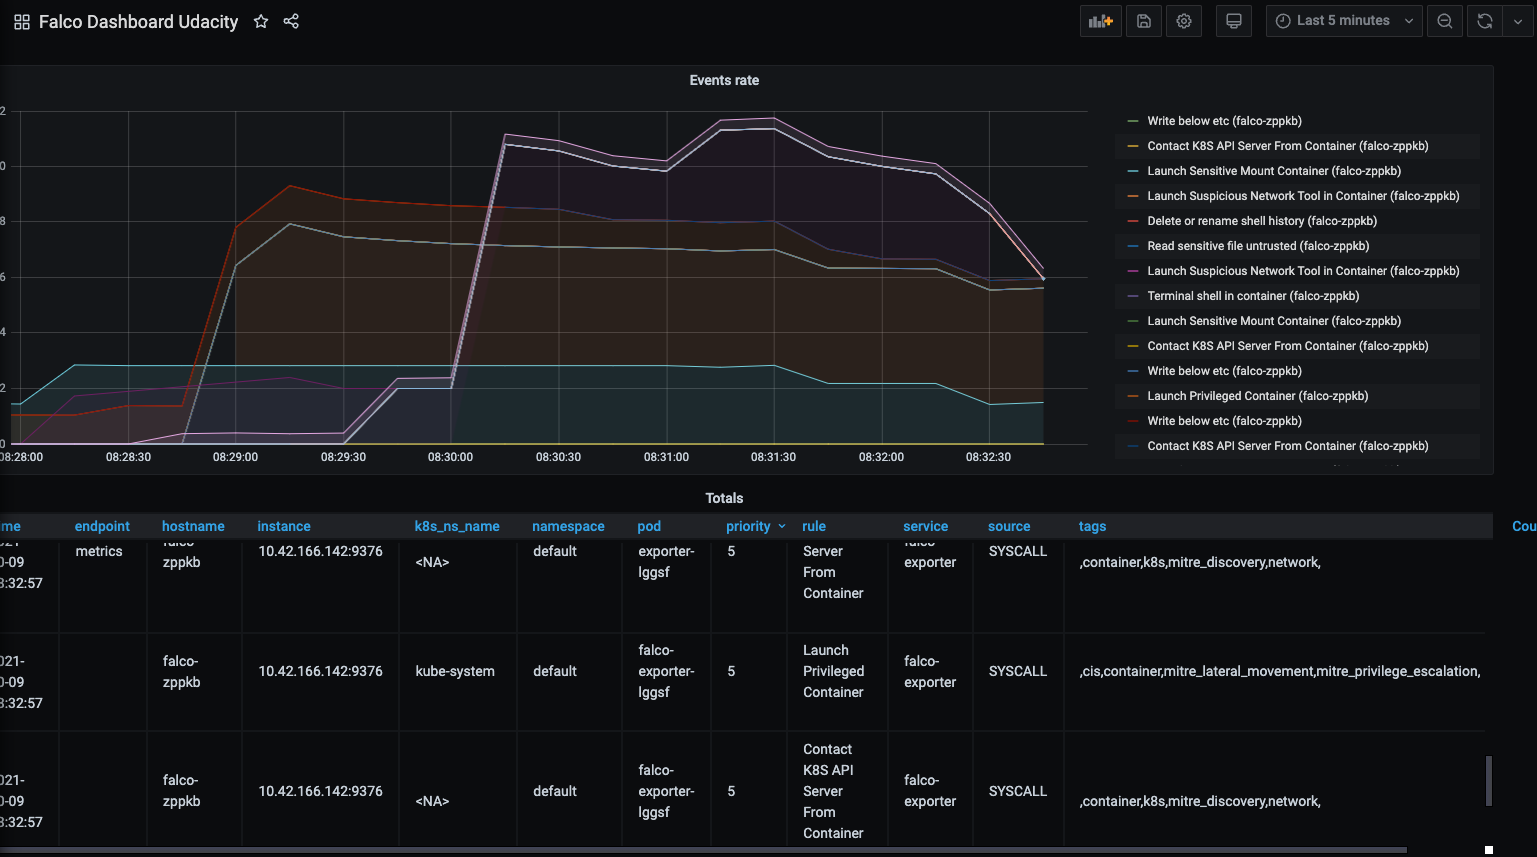 Falco Dashboard Udacity
Last 5 minutes
Events rate
2
0
8
6
4
2
0
08:28:00 08:28:30 08:29:00 08:29:30 08:30:00 08:30:30 08:31:00 08:31:30 08:32:00 08:32:30
Write below etc (falco-zppkb)
Contact K8S API Server From Container (falco-zppkb)
Launch Sensitive Mount Container (falco-zppkb)
Launch Suspicious Network Tool in Container (falco-zppkb)
Delete or rename shell history (falco-zppkb)
Read sensitive file untrusted (falco-zppkb)
Launch Suspicious Network Tool in Container (falco-zppkb)
Terminal shell in container (falco-zppkb)
Launch Sensitive Mount Container (falco-zppkb)
Contact K8S API Server From Container (falco-zppkb)
Write below etc (falco-zppkb)
Launch Privileged Container (falco-zppkb)
Write below etc (falco-zppkb)
Contact K8S API Server From Container (falco-zppkb)
Totals
me endpoint hostname instance k8s_ns_name namespace pod priority rule service source tags Cou
021-
0-09
8:32:57
metrics
falco-
zppkb
10.42.166.142:9376
<NA>
default
exporter-
lggsf
5
Server
From
Container
falco-
exporter
SYSCALL
,container,k8s,mitre_discovery,network,
021-
0-09
8:32:57
falco-
zppkb
10.42.166.142:9376
kube-system
default
falco-
exporter-
lggsf
5
Launch
Privileged
Container
falco-
exporter
SYSCALL
,cis,container,mitre_lateral_movement,mitre_privilege_escalation,
021-
0-09
8:32:57
falco-
zppkb
10.42.166.142:9376
<NA>
default
falco-
exporter-
lggsf
5
Contact
K8S API
Server
From
Container
falco-
exporter
SYSCALL
,container,k8s,mitre_discovery,network,